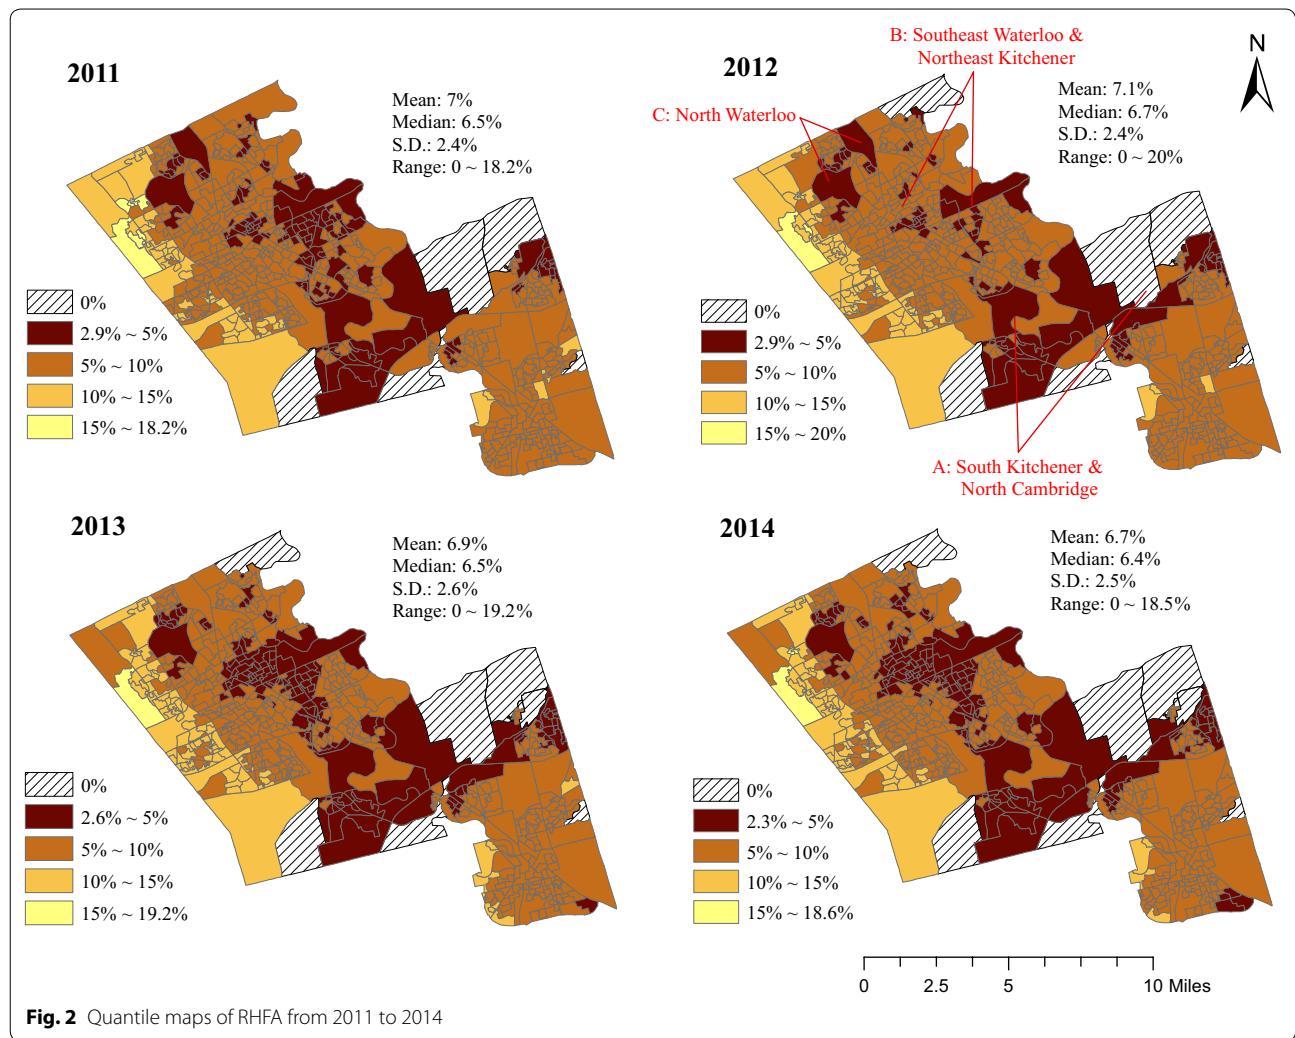 2011
Mean: 7%
Median: 6.5%
S.D.: 2.4%
Range: 0 ~ 18.2%
0%
2.9% ~ 5%
5% ~ 10%
10% ~ 15%
15% ~ 18.2%
2012
B: Southeast Waterloo &
Northeast Kitchener
C: North Waterloo
Mean: 7.1%
Median: 6.7%
S.D.: 2.4%
Range: 0 ~ 20%
N
0%
2.9% ~ 5%
5% ~ 10%
10% ~ 15%
15% ~ 20%
A: South Kitchener &
North Cambridge
2013
Mean: 6.9%
Median: 6.5%
S.D.: 2.6%
Range: 0 ~ 19.2%
0%
2.6% ~ 5%
5% ~ 10%
10% ~ 15%
15% ~ 19.2%
2014
Mean: 6.7%
Median: 6.4%
S.D.: 2.5%
Range: 0 ~ 18.5%
0%
2.3% ~ 5%
5% ~ 10%
10% ~ 15%
15% ~ 18.6%
0 2.5 5 10 Miles
Fig. 2 Quantile maps of RHFA from 2011 to 2014